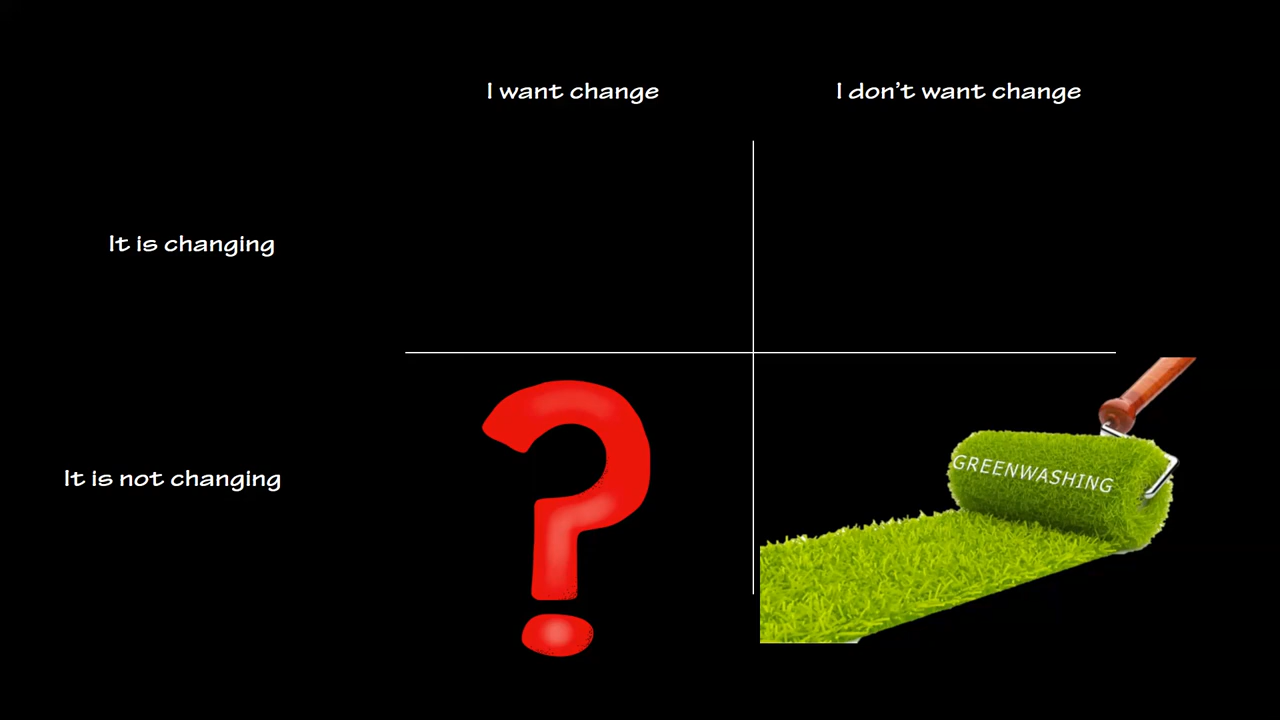 I want change
I don’t want change
It is changing
It is not changing
GREENWASHING